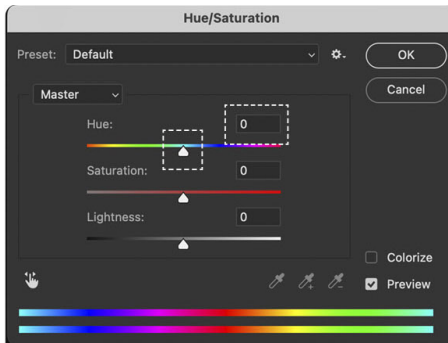 Hue/Saturation
Preset: Default
OK
Master
Cancel
Hue: 0
Saturation: 0
Lightness: 0
Colorize
Preview